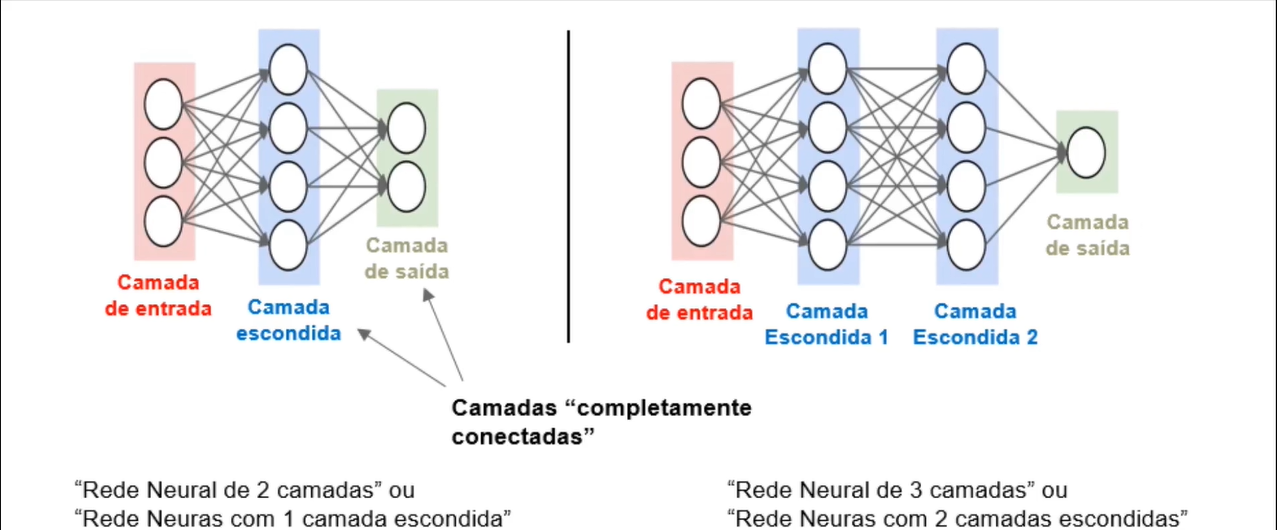 Camada
de entrada
Camada
escondida
Camada
de saída
Camada
de entrada
Camada
Escondida 1
Camada
Escondida 2
Camada
de saída
Camadas “completamente
conectadas”
“Rede Neural de 2 camadas” ou
“Rede Neuras com 1 camada escondida”
“Rede Neural de 3 camadas” ou
“Rede Neuras com 2 camadas escondidas”